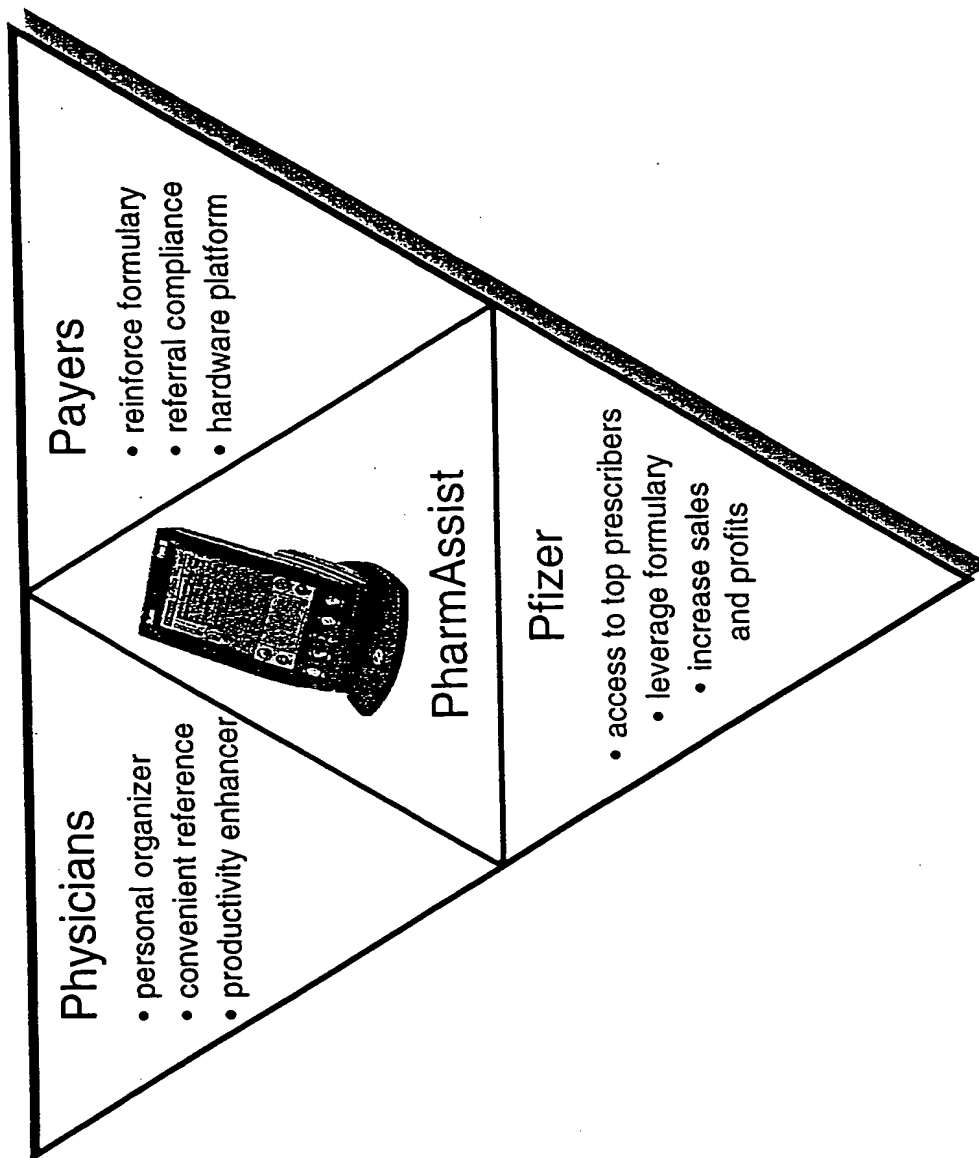 Physicians
• personal organizer
• convenient reference
• productivity enhancer
Payers
• reinforce formulary
• referral compliance
• hardware platform
PharmAssist
Pfizer
• access to top prescribers
• leverage formulary
• increase sales
and profits